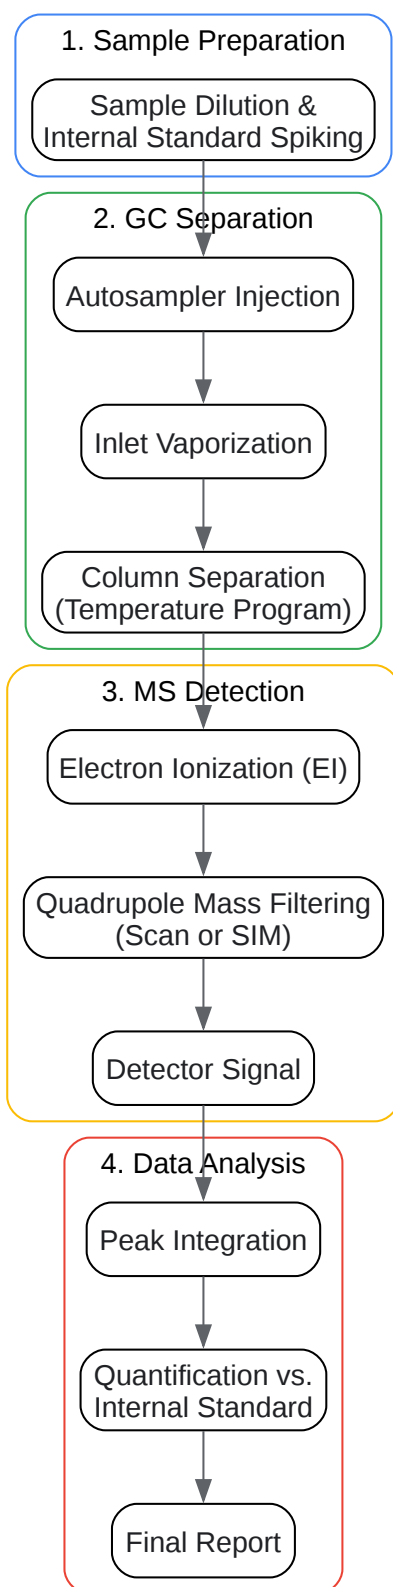 1. Sample Preparation
Sample Dilution &
Internal Standard Spiking
2. GC Separation
Autosampler Injection
Inlet Vaporization
Column Separation
(Temperature Program)
3. MS Detection
Electron Ionization (EI)
Quadrupole Mass Filtering
(Scan or SIM)
Detector Signal
4. Data Analysis
Peak Integration
Quantification vs.
Internal Standard
Final Report